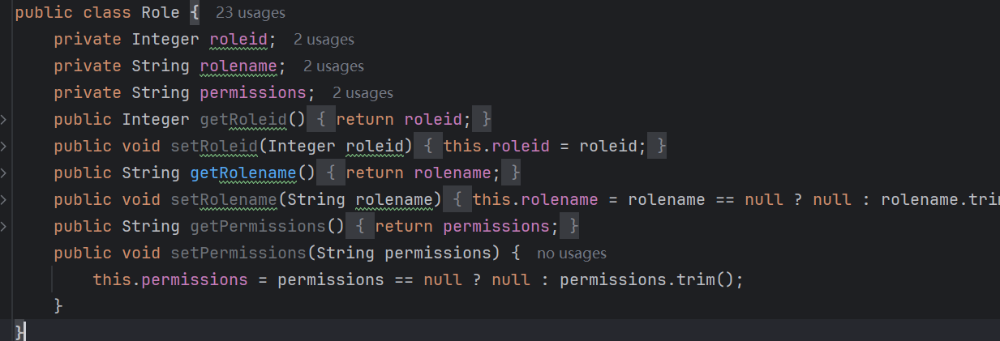 public class Role { 23 usages
private Integer roleid; 2 usages
private String rolename; 2 usages
private String permissions; 2 usages
public Integer getRoleid() { return roleid; }
public void setRoleid(Integer roleid) { this.roleid = roleid; }
public String getRolename() { return rolename; }
public void setRolename(String rolename) { this.rolename = rolename == null ? null : rolename.trim
public String getPermissions() { return permissions; }
public void setPermissions(String permissions) { no usages
this.permissions = permissions == null ? null : permissions.trim();
}
}